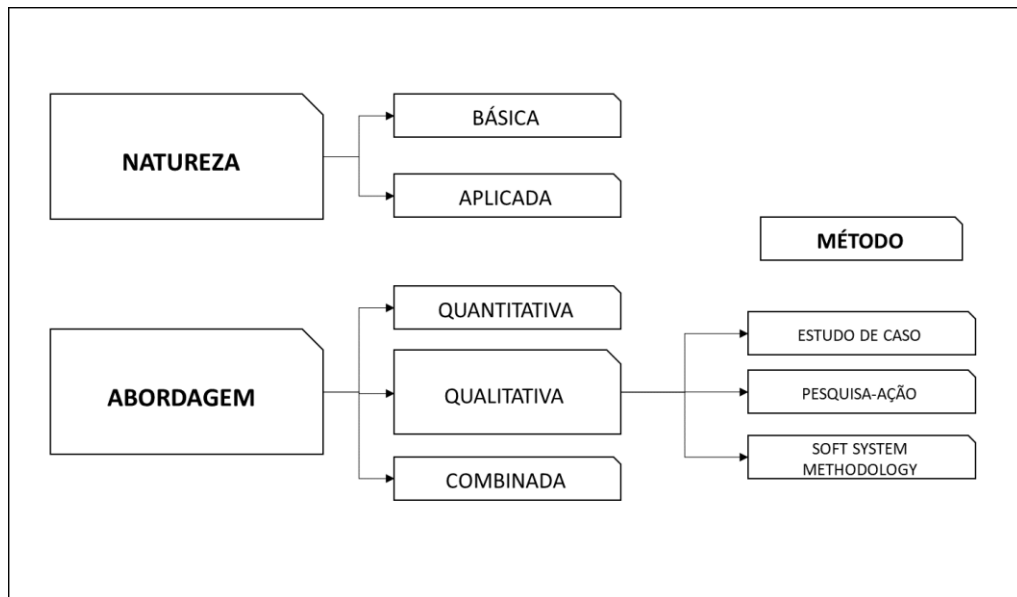 NATUREZA
BÁSICA
APLICADA
MÉTODO
ABORDAGEM
QUANTITATIVA
QUALITATIVA
COMBINADA
ESTUDO DE CASO
PESQUISA-AÇÃO
SOFT SYSTEM
METHODOLOGY